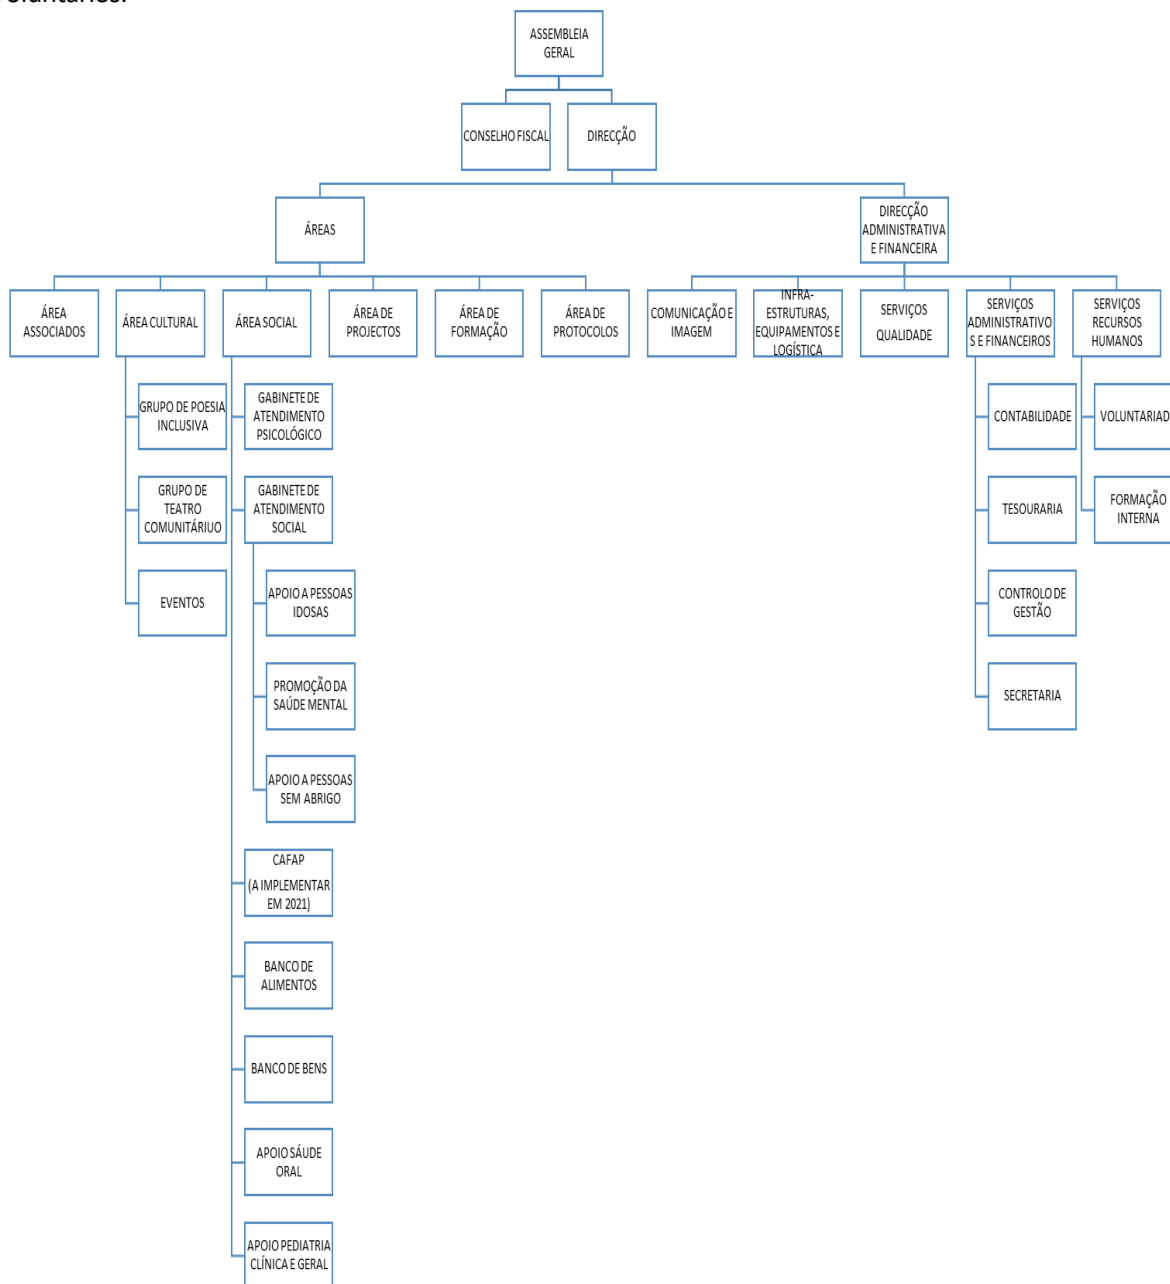 voluntários.
ASSEMBLEIA
GERAL
CONSELHO FISCAL
DIRECÇÃO
ÁREAS
DIRECÇÃO
ADMINISTRATIVA
E FINANCEIRA
ÁREA
ASSOCIADOS
ÁREA CULTURAL
ÁREA SOCIAL
ÁREA DE
PROJECTOS
ÁREA DE
FORMAÇÃO
ÁREA DE
PROTOCOLOS
COMUNICAÇÃO E
IMAGEM
INFRA-
ESTRUTURAS,
EQUIPAMENTOS E
LOGÍSTICA
SERVIÇOS
QUALIDADE
SERVIÇOS
ADMINISTRATIVO
S E FINANCEIROS
SERVIÇOS
RECURSOS
HUMANOS
GRUPO DE POESIA
INCLUSIVA
GRUPO DE
TEATRO
COMUNITÁRIUO
EVENTOS
GABINETE DE
ATENDIMENTO
PSICOLÓGICO
GABINETE DE
ATENDIMENTO
SOCIAL
APOIO A PESSOAS
IDOSAS
PROMOÇÃO DA
SAÚDE MENTAL
APOIO A PESSOAS
SEM ABRIGO
CAFAP
(A IMPLEMENTAR
EM 2021)
BANCO DE
ALIMENTOS
BANCO DE BENS
APOIO SÁUDE
ORAL
APOIO PEDIATRIA
CLÍNICA E GERAL
CONTABILIDADE
TESOURARIA
CONTROLO DE
GESTÃO
SECRETARIA
VOLUNTARIAD
FORMAÇÃO
INTERNA